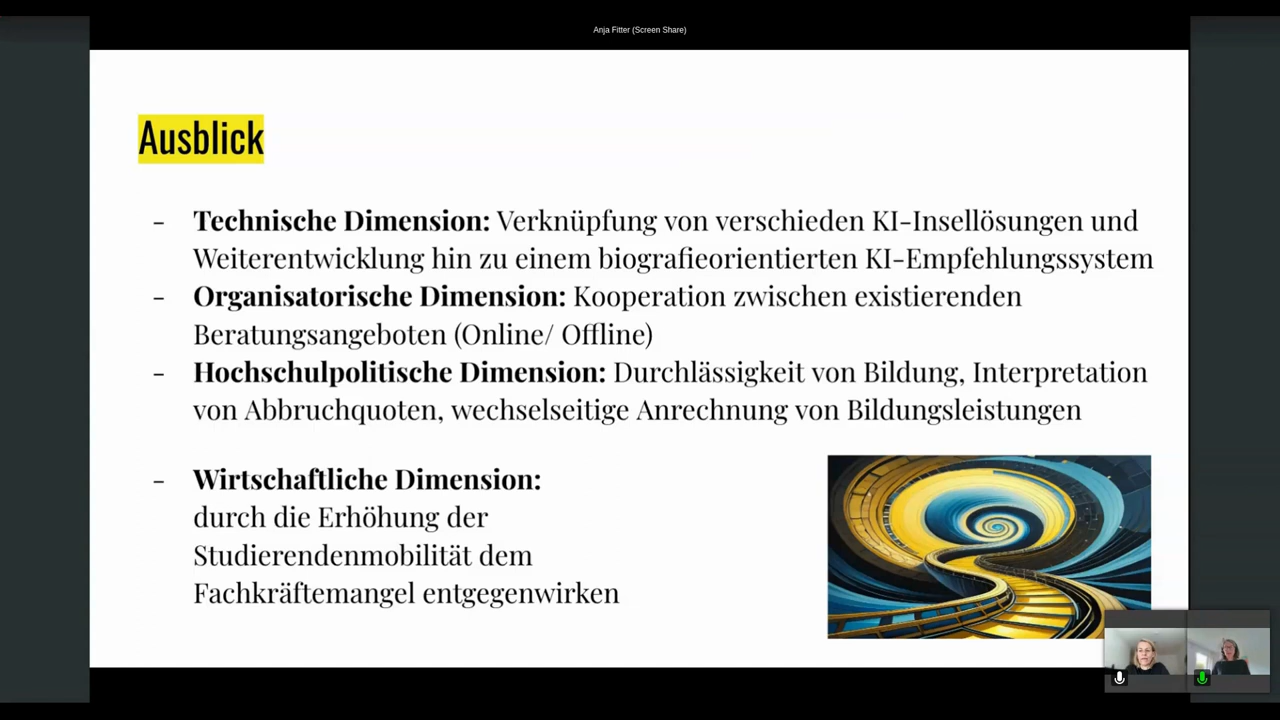 Anja Fitter (Screen Share)
Ausblick
- Technische Dimension: Verknüpfung von verschieden KI-Insellösungen und
Weiterentwicklung hin zu einem biografieorientierten KI-Empfehlungssystem
- Organisatorische Dimension: Kooperation zwischen existierenden
Beratungsangeboten (Online/ Offline)
- Hochschulpolitische Dimension: Durchlässigkeit von Bildung, Interpretation
von Abbruchquoten, wechselseitige Anrechnung von Bildungsleistungen
- Wirtschaftliche Dimension:
durch die Erhöhung der
Studierendenmobilität dem
Fachkräftemangel entgegenwirken